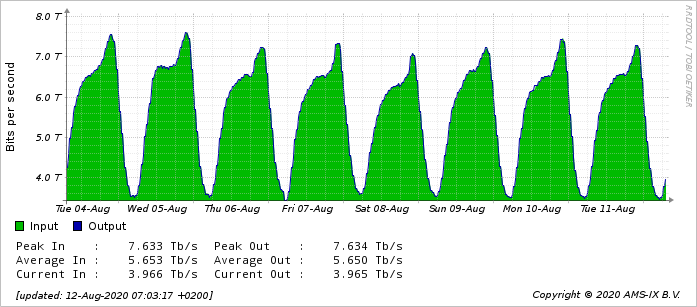 8.0 T
7.0 T
6.0 T
5.0 T
4.0 T
Bits per second
RRDTOOL / TOBI OETIKER
Tue 04-Aug Wed 05-Aug Thu 06-Aug Fri 07-Aug Sat 08-Aug Sun 09-Aug Mon 10-Aug Tue 11-Aug
Input Output
Peak In : 7.633 Tb/s Peak Out : 7.634 Tb/s
Average In : 5.653 Tb/s Average Out : 5.650 Tb/s
Current In : 3.966 Tb/s Current Out : 3.965 Tb/s
[updated: 12-Aug-2020 07:03:17 +0200] Copyright © 2020 AMS-IX B.V.